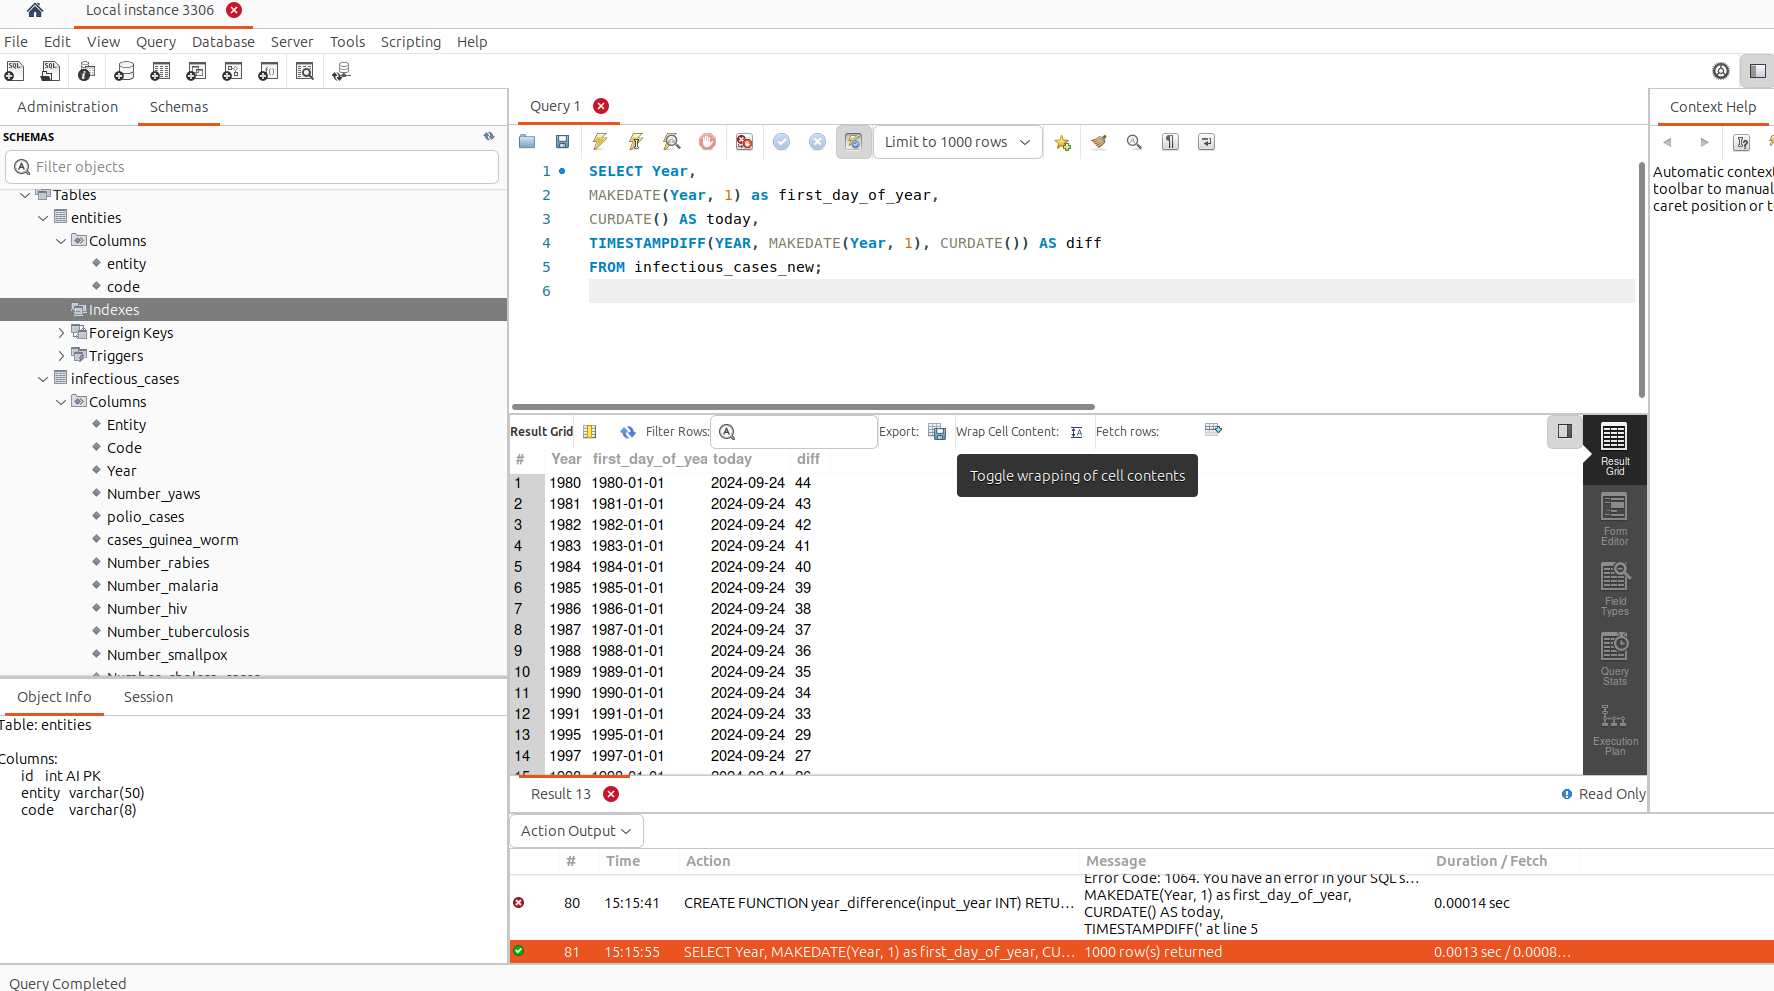 Local instance 3306
File Edit View Query Database Server Tools Scripting Help
Administration Schemas
SCHEMAS
Filter objects
Tables
entities
Columns
entity
code
Indexes
Foreign Keys
Triggers
infectious_cases
Columns
Entity
Code
Year
Number_yaws
polio_cases
cases_guinea_worm
Number_rabies
Number_malaria
Number_hiv
Number_tuberculosis
Number_smallpox
Object Info Session
Table: entities
Columns:
id int AI PK
entity varchar(50)
code varchar(8)
Query Completed
Query 1
Limit to 1000 rows
1 SELECT Year,
2 MAKEDATE(Year, 1) as first_day_of_year,
3 CURDATE() AS today,
4 TIMESTAMPDIFF(YEAR, MAKEDATE(Year, 1), CURDATE()) AS diff
5 FROM infectious_cases_new;
6
Result Grid Filter Rows: Export: Wrap Cell Content: Fetch rows:
Toggle wrapping of cell contents
# Year first_day_of_yea today diff
1 1980 1980-01-01 2024-09-24 44
2 1981 1981-01-01 2024-09-24 43
3 1982 1982-01-01 2024-09-24 42
4 1983 1983-01-01 2024-09-24 41
5 1984 1984-01-01 2024-09-24 40
6 1985 1985-01-01 2024-09-24 39
7 1986 1986-01-01 2024-09-24 38
8 1987 1987-01-01 2024-09-24 37
9 1988 1988-01-01 2024-09-24 36
10 1989 1989-01-01 2024-09-24 35
11 1990 1990-01-01 2024-09-24 34
12 1991 1991-01-01 2024-09-24 33
13 1995 1995-01-01 2024-09-24 29
14 1997 1997-01-01 2024-09-24 27
15 1998 1998-01-01 2024-09-24 26
Result
Grid
Form
Editor
Field
Types
Query
Stats
Execution
Plan
Result 13
Read Only
Action Output
# Time Action Message Duration / Fetch
80 15:15:41 CREATE FUNCTION year_difference(input_year INT) RETU... Error Code: 1064. You have an error in your SQL s...
MAKEDATE(Year, 1) as first_day_of_year,
CURDATE() AS today,
TIMESTAMPDIFF(' at line 5
0.00014 sec
81 15:15:55 SELECT Year, MAKEDATE(Year, 1) as first_day_of_year, CU... 1000 row(s) returned 0.0013 sec / 0.0008...
Context Help
Automatic context
toolbar to manual
caret position or t